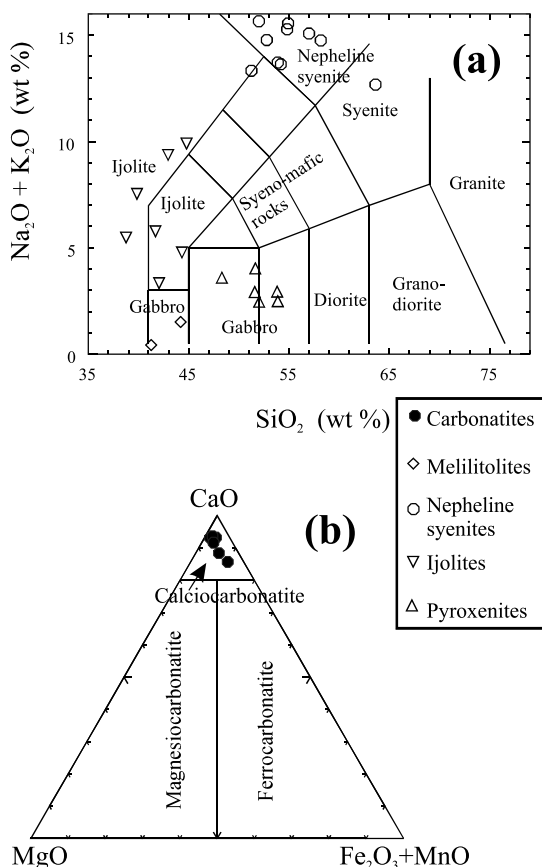 (a)
Na2O + K2O (wt %)
15
10
5
0
Nepheline
syenite
Syenite
Ijolite
Ijolite
Syeno-mafic
rocks
Granite
Gabbro
Gabbro
Diorite
Grano-
diorite
35
45
55
65
75
SiO2 (wt %)
Carbonatites
Melilitolites
Nepheline
syenites
Ijolites
Pyroxenites
(b)
CaO
Calciocarbonatite
Magnesiocarbonatite
Ferrocarbonatite
MgO
Fe2O3+MnO